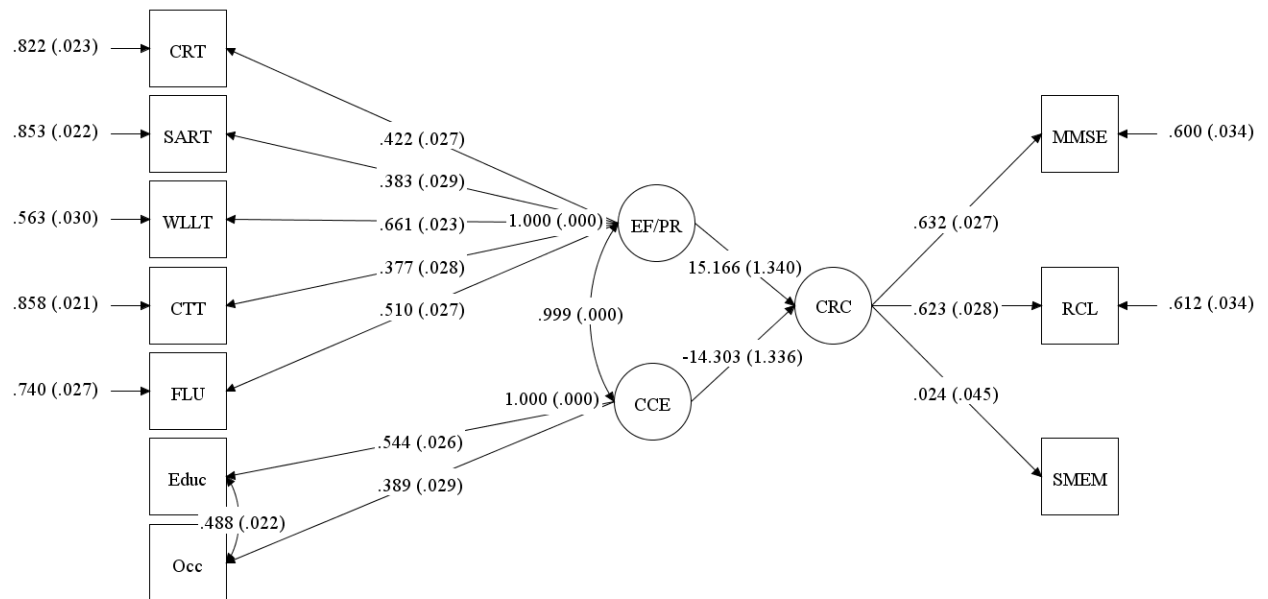 .822 (.023)
CRT
.853 (.022)
SART
.563 (.030)
WLLT
.858 (.021)
CTT
.740 (.027)
FLU
Educ
Occ
.488 (.022)
.422 (.027)
.383 (.029)
.661 (.023)
.377 (.028)
.510 (.027)
.544 (.026)
.389 (.029)
1.000 (.000)
EF/PR
.999 (.000)
1.000 (.000)
CCE
15.166 (1.340)
-14.303 (1.336)
CRC
.632 (.027)
.623 (.028)
.024 (.045)
MMSE
.600 (.034)
RCL
.612 (.034)
SMEM